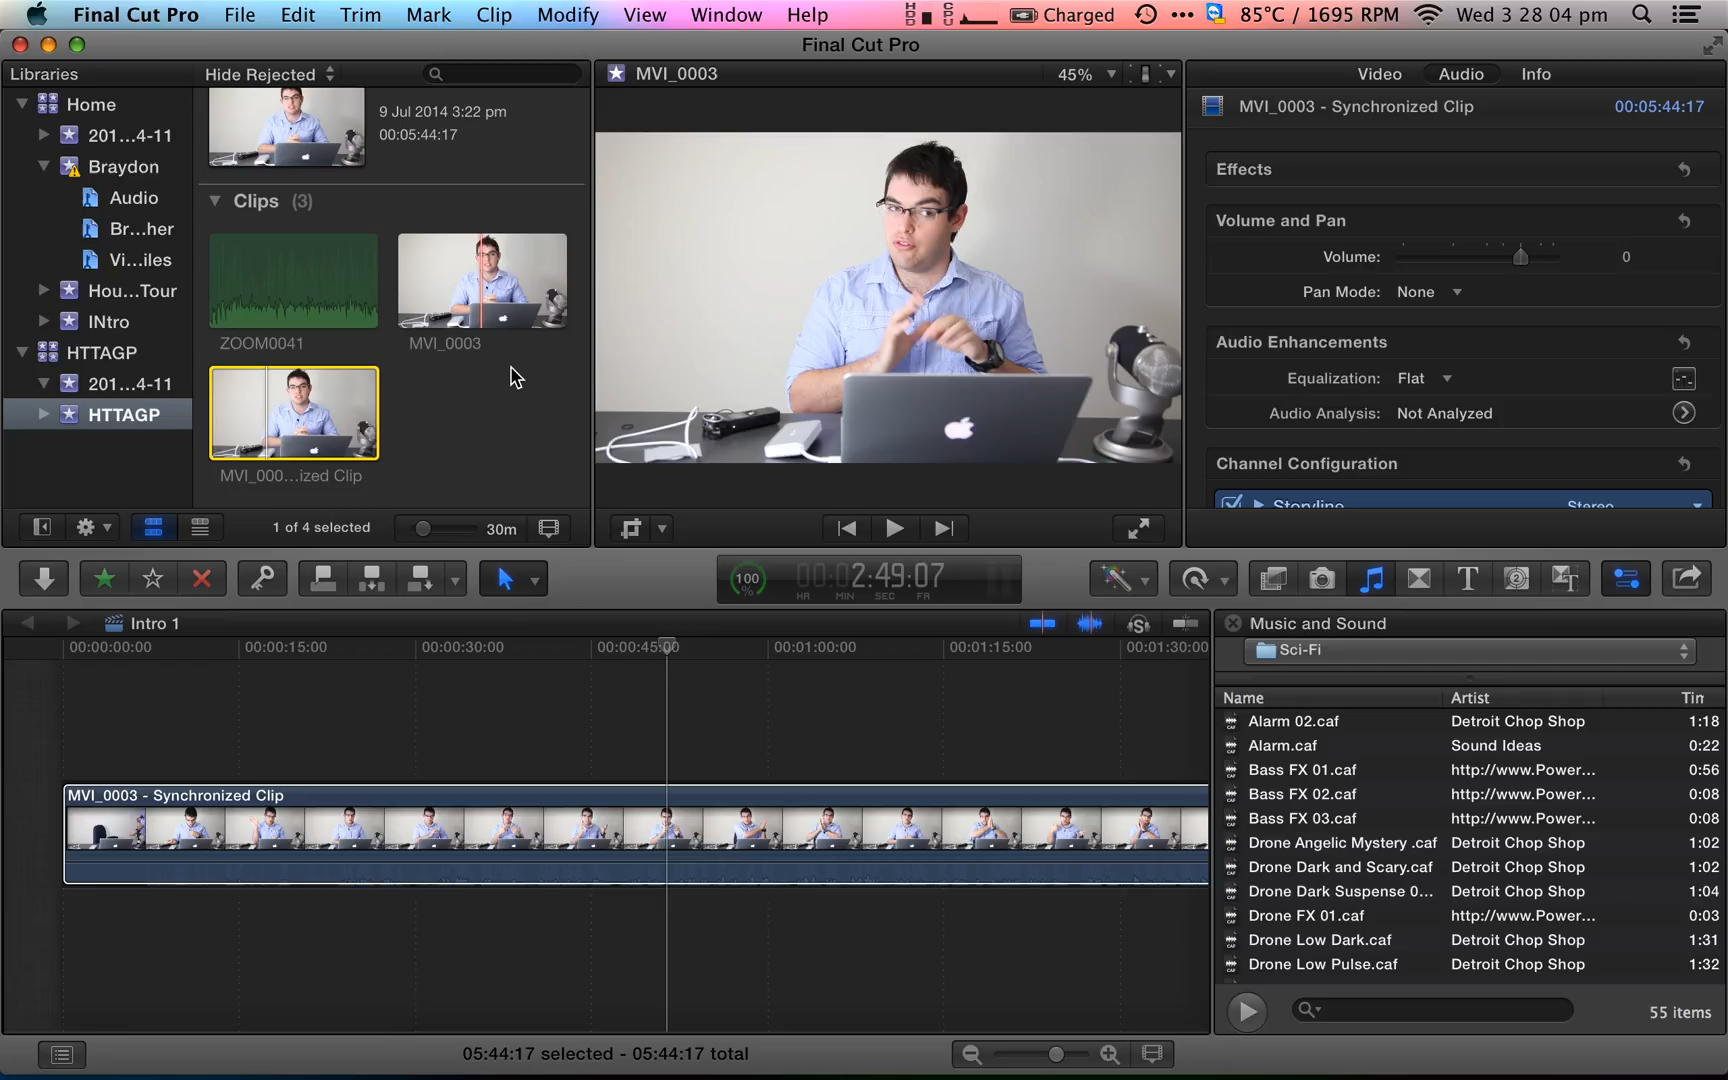 Final Cut Pro File Edit Trim Mark Clip Modify View Window Help Charged 85°C / 1695 RPM Wed 3 28 04 pm
Final Cut Pro
Libraries
Hide Rejected
Home
201...4-11
Braydon
Audio
Br...her
Vi...iles
Hou...Tour
INtro
HTTAGP
201...4-11
HTTAGP
9 Jul 2014 3:22 pm
00:05:44:17
Clips (3)
ZOOM0041
MVI_0003
MVI_000...ized Clip
1 of 4 selected
30m
MVI_0003
45%
Video Audio Info
MVI_0003 - Synchronized Clip 00:05:44:17
Effects
Volume and Pan
Volume: 0
Pan Mode: None
Audio Enhancements
Equalization: Flat
Audio Analysis: Not Analyzed
Channel Configuration
Storyline Stereo
100
%
00:02:49:07
HR MIN SEC FR
Intro 1
00:00:00:00 00:00:15:00 00:00:30:00 00:00:45:00 00:01:00:00 00:01:15:00 00:01:30:00
MVI_0003 - Synchronized Clip
Music and Sound
Sci-Fi
Name Artist
Alarm 02.caf Detroit Chop Shop 1:18
Alarm.caf Sound Ideas 0:22
Bass FX 01.caf http://www.Power... 0:56
Bass FX 02.caf http://www.Power... 0:08
Bass FX 03.caf http://www.Power... 0:08
Drone Angelic Mystery .caf Detroit Chop Shop 1:02
Drone Dark and Scary.caf Detroit Chop Shop 1:02
Drone Dark Suspense 0... Detroit Chop Shop 1:04
Drone FX 01.caf http://www.Power... 0:03
Drone Low Dark.caf Detroit Chop Shop 1:31
Drone Low Pulse.caf Detroit Chop Shop 1:32
55 items
05:44:17 selected - 05:44:17 total